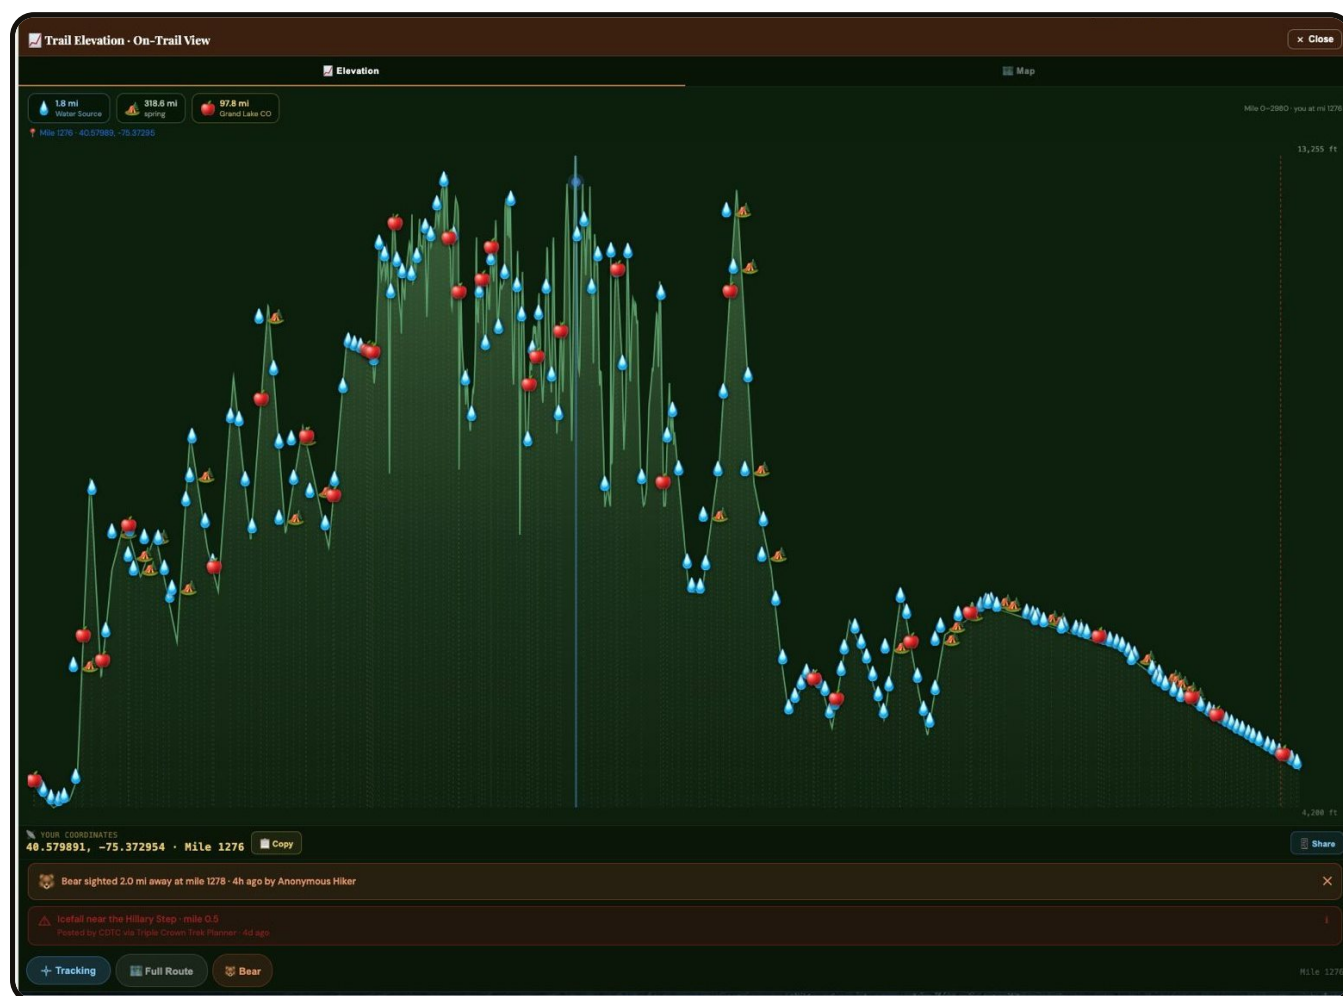 Trail Elevation · On-Trail View
× Close
Elevation
Map
1.8 mi
Water Source
318.6 mi
spring
97.8 mi
Grand Lake CO
Mile 0–2980 · you at mi 1276
Mile 1276 · 40.57989, -75.37295
13,255 ft
4,200 ft
YOUR COORDINATES
40.579891, -75.372954 · Mile 1276
Copy
Share
Bear sighted 2.0 mi away at mile 1278 · 4h ago by Anonymous Hiker
×
Icefall near the Hillary Step · mile 0.5
Posted by CDTC via Triple Crown Trek Planner · 4d ago
Tracking
Full Route
Bear
Mile 1276